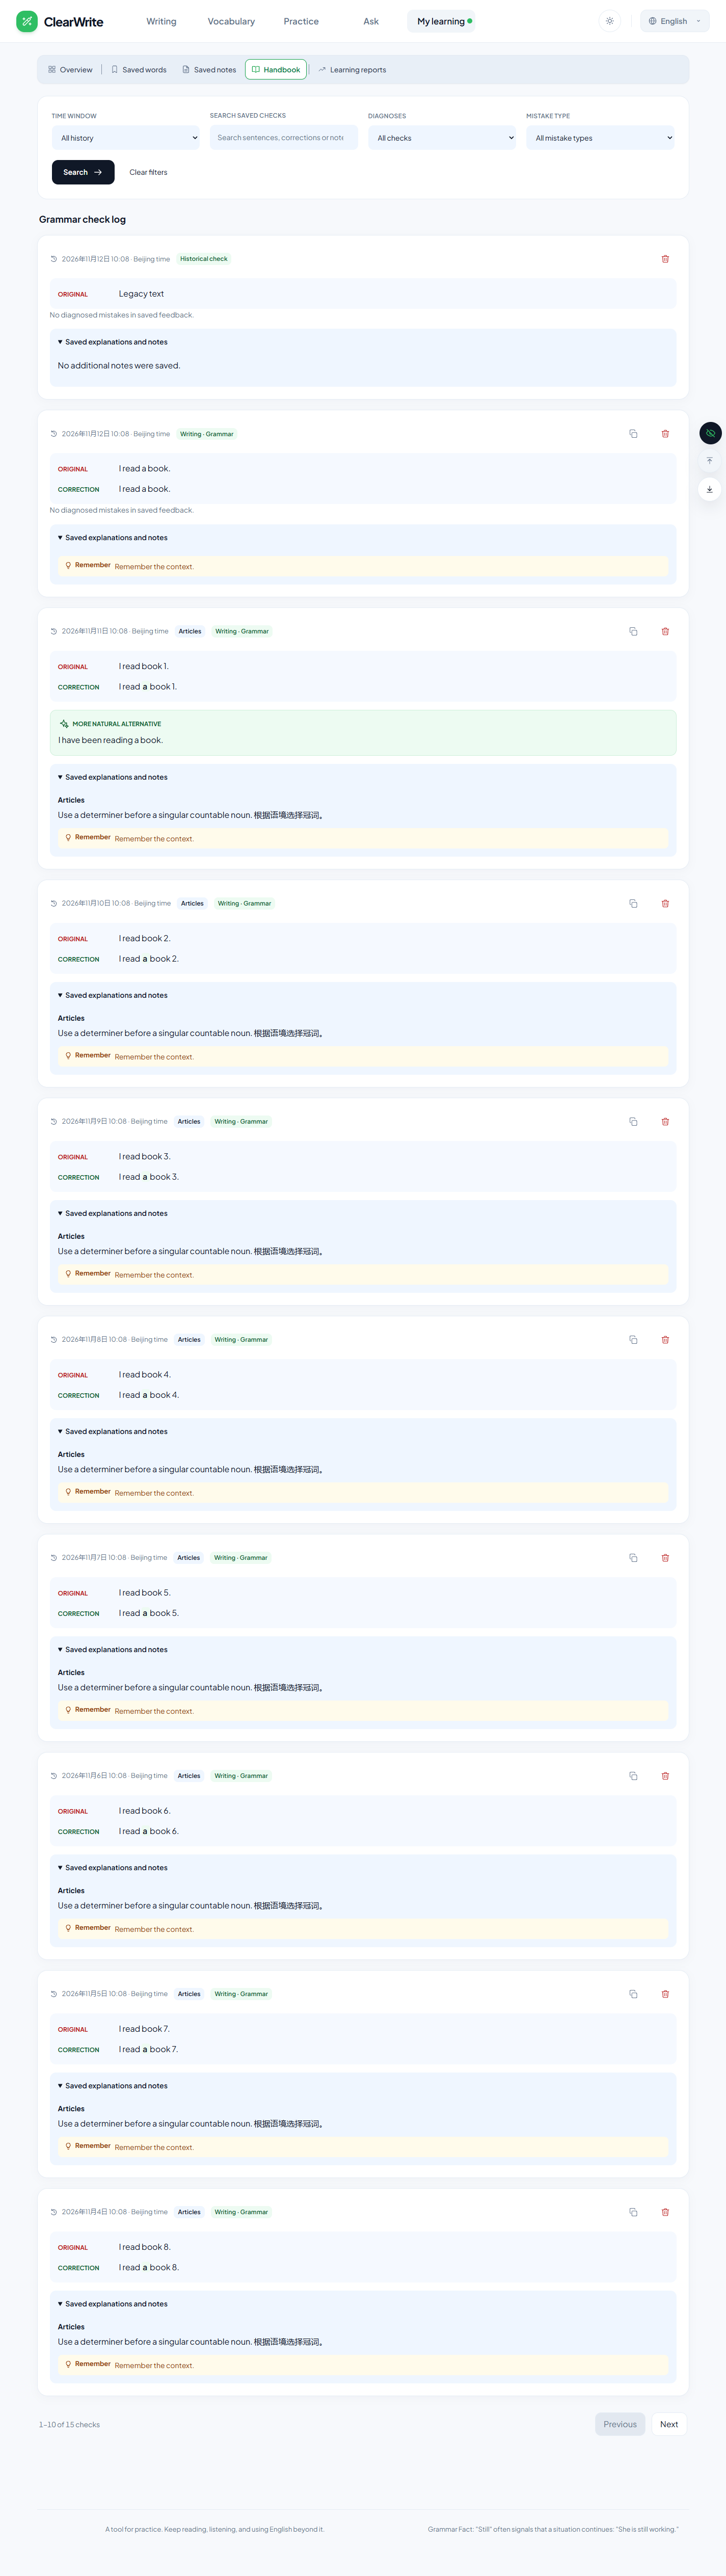 ClearWrite Writing Vocabulary Practice Ask My learning English
Overview Saved words Saved notes Handbook Learning reports
TIME WINDOW SEARCH SAVED CHECKS DIAGNOSES MISTAKE TYPE
All history Search sentences, corrections or note All checks All mistake types
Search Clear filters
Grammar check log
2026年11月12日 10:08 · Beijing time Historical check
ORIGINAL Legacy text
No diagnosed mistakes in saved feedback.
Saved explanations and notes
No additional notes were saved.
2026年11月12日 10:08 · Beijing time Writing · Grammar
ORIGINAL I read a book.
CORRECTION I read a book.
No diagnosed mistakes in saved feedback.
Saved explanations and notes
Remember Remember the context.
2026年11月11日 10:08 · Beijing time Articles Writing · Grammar
ORIGINAL I read book 1.
CORRECTION I read a book 1.
MORE NATURAL ALTERNATIVE
I have been reading a book.
Saved explanations and notes
Articles
Use a determiner before a singular countable noun. 根据语境选择冠词。
Remember Remember the context.
2026年11月10日 10:08 · Beijing time Articles Writing · Grammar
ORIGINAL I read book 2.
CORRECTION I read a book 2.
Saved explanations and notes
Articles
Use a determiner before a singular countable noun. 根据语境选择冠词。
Remember Remember the context.
2026年11月9日 10:08 · Beijing time Articles Writing · Grammar
ORIGINAL I read book 3.
CORRECTION I read a book 3.
Saved explanations and notes
Articles
Use a determiner before a singular countable noun. 根据语境选择冠词。
Remember Remember the context.
2026年11月8日 10:08 · Beijing time Articles Writing · Grammar
ORIGINAL I read book 4.
CORRECTION I read a book 4.
Saved explanations and notes
Articles
Use a determiner before a singular countable noun. 根据语境选择冠词。
Remember Remember the context.
2026年11月7日 10:08 · Beijing time Articles Writing · Grammar
ORIGINAL I read book 5.
CORRECTION I read a book 5.
Saved explanations and notes
Articles
Use a determiner before a singular countable noun. 根据语境选择冠词。
Remember Remember the context.
2026年11月6日 10:08 · Beijing time Articles Writing · Grammar
ORIGINAL I read book 6.
CORRECTION I read a book 6.
Saved explanations and notes
Articles
Use a determiner before a singular countable noun. 根据语境选择冠词。
Remember Remember the context.
2026年11月5日 10:08 · Beijing time Articles Writing · Grammar
ORIGINAL I read book 7.
CORRECTION I read a book 7.
Saved explanations and notes
Articles
Use a determiner before a singular countable noun. 根据语境选择冠词。
Remember Remember the context.
2026年11月4日 10:08 · Beijing time Articles Writing · Grammar
ORIGINAL I read book 8.
CORRECTION I read a book 8.
Saved explanations and notes
Articles
Use a determiner before a singular countable noun. 根据语境选择冠词。
Remember Remember the context.
1–10 of 15 checks Previous Next
A tool for practice. Keep reading, listening, and using English beyond it. Grammar Fact: "Still" often signals that a situation continues: "She is still working."